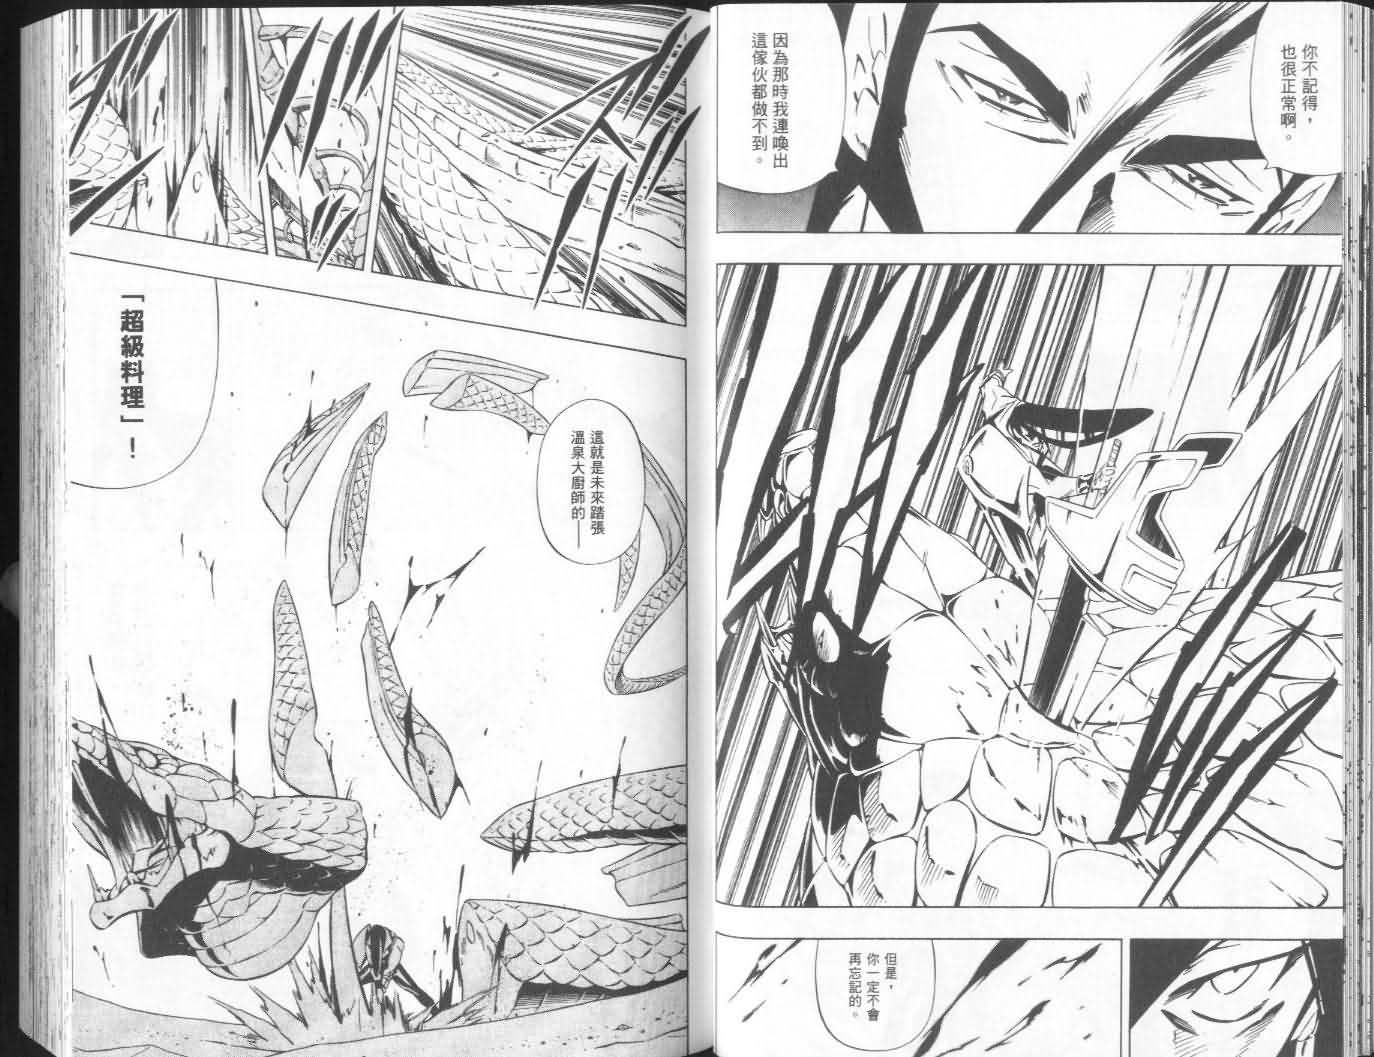 你不記得，
也很正常啊。
因為那時我連喚出
這傢伙都做不到。
但是，
你一定不會
再忘記的。
這就是未來踏張
溫泉大廚師的——
「超級料理」！